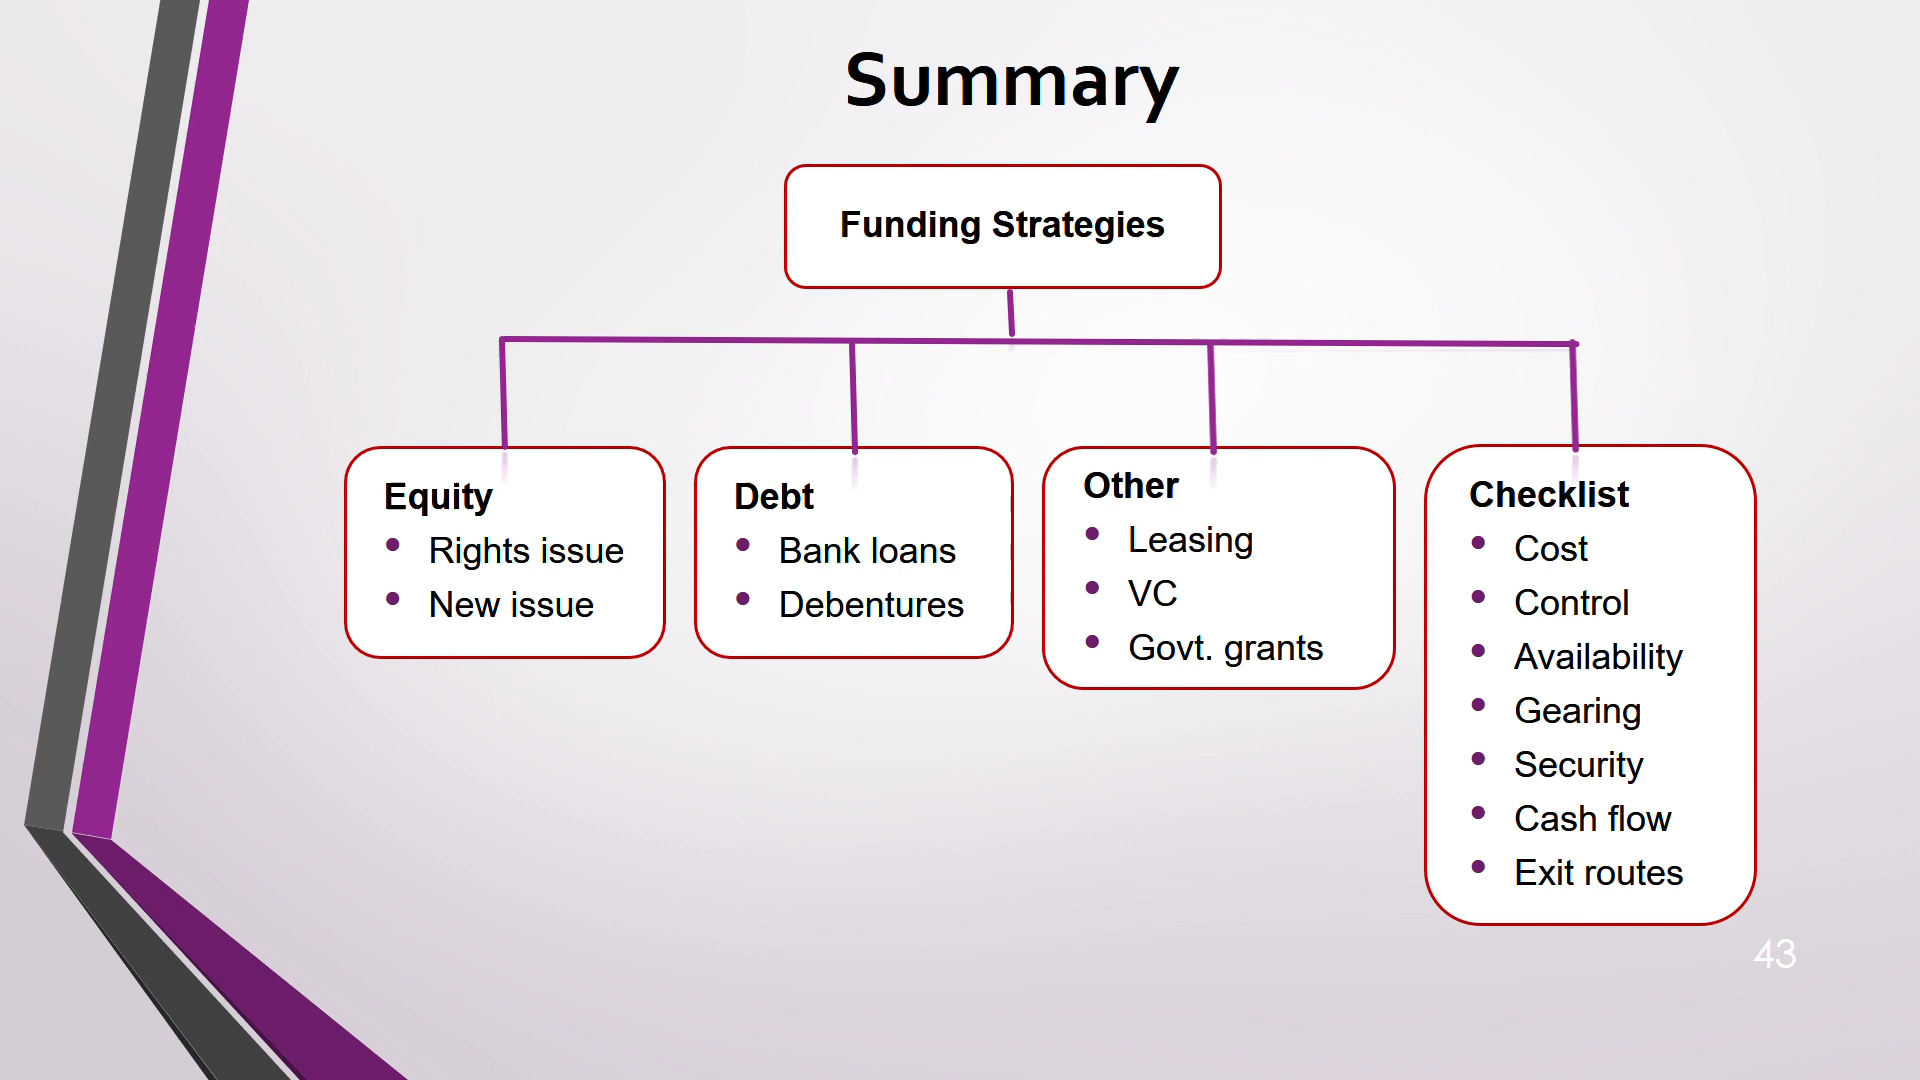 Summary
Funding Strategies
Equity
• Rights issue
• New issue
Debt
• Bank loans
• Debentures
Other
• Leasing
• VC
• Govt. grants
Checklist
• Cost
• Control
• Availability
• Gearing
• Security
• Cash flow
• Exit routes
43